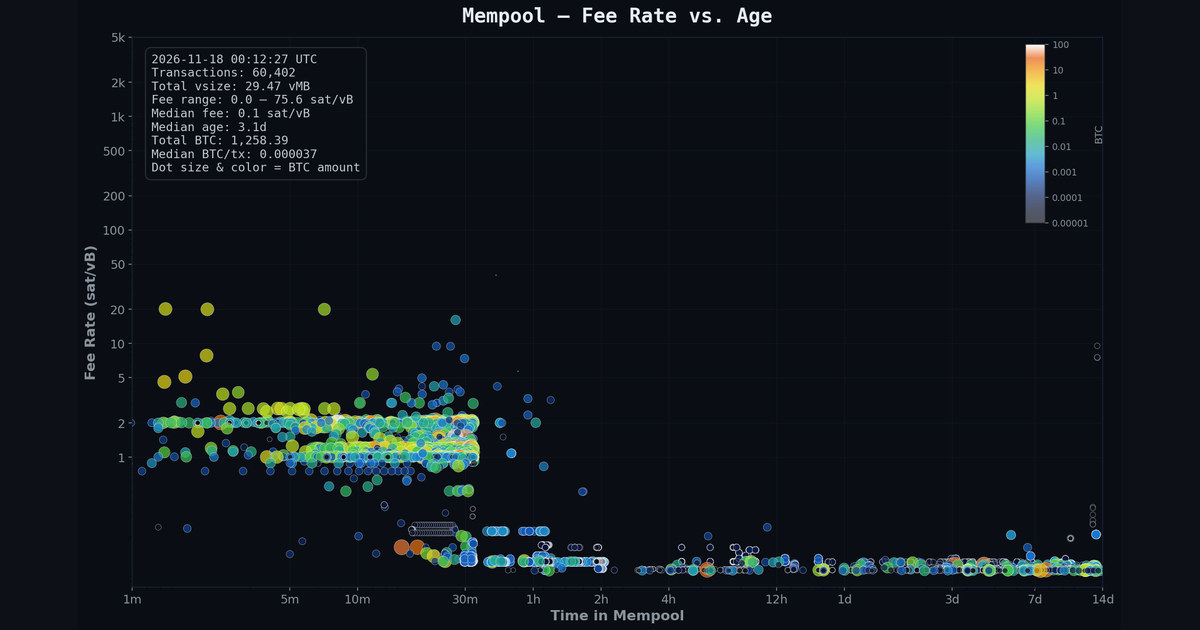 Mempool — Fee Rate vs. Age
2026-11-18 00:12:27 UTC
Transactions: 60,402
Total vsize: 29.47 vMB
Fee range: 0.0 — 75.6 sat/vB
Median fee: 0.1 sat/vB
Median age: 3.1d
Total BTC: 1,258.39
Median BTC/tx: 0.000037
Dot size & color = BTC amount
100
10
1
0.1
0.01
0.001
0.0001
0.00001
BTC
Fee Rate (sat/vB)
5k
2k
1k
500
200
100
50
20
10
5
2
1
1m
5m
10m
30m
1h
2h
4h
12h
1d
3d
7d
14d
Time in Mempool